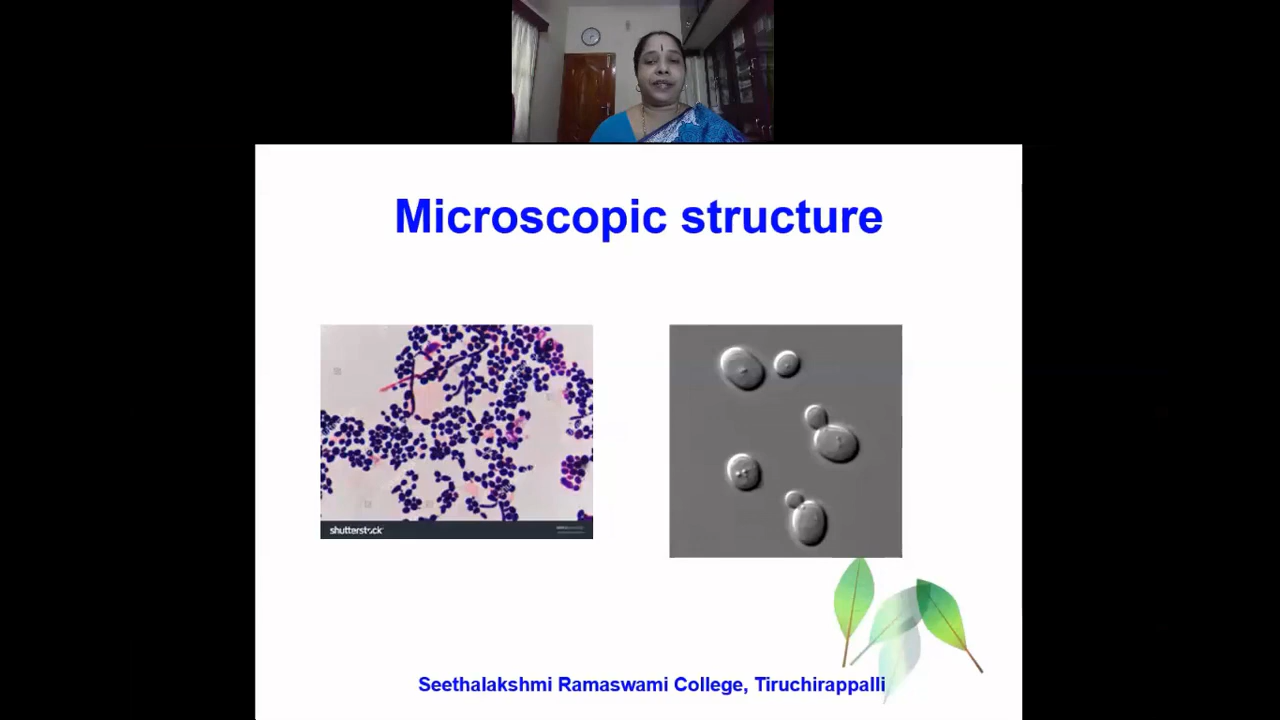 Microscopic structure
shutterstock
Seethalakshmi Ramaswami College, Tiruchirappalli